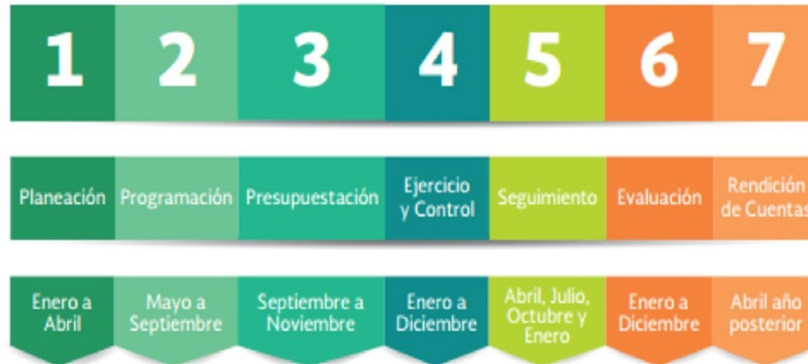 1 2 3 4 5 6 7
Planeación Programación Presupuestación Ejercicio y Control Seguimiento Evaluación Rendición de Cuentas
Enero a Abril Mayo a Septiembre Septiembre a Noviembre Enero a Diciembre Abril, Julio, Octubre y Enero Enero a Diciembre Abril año posterior